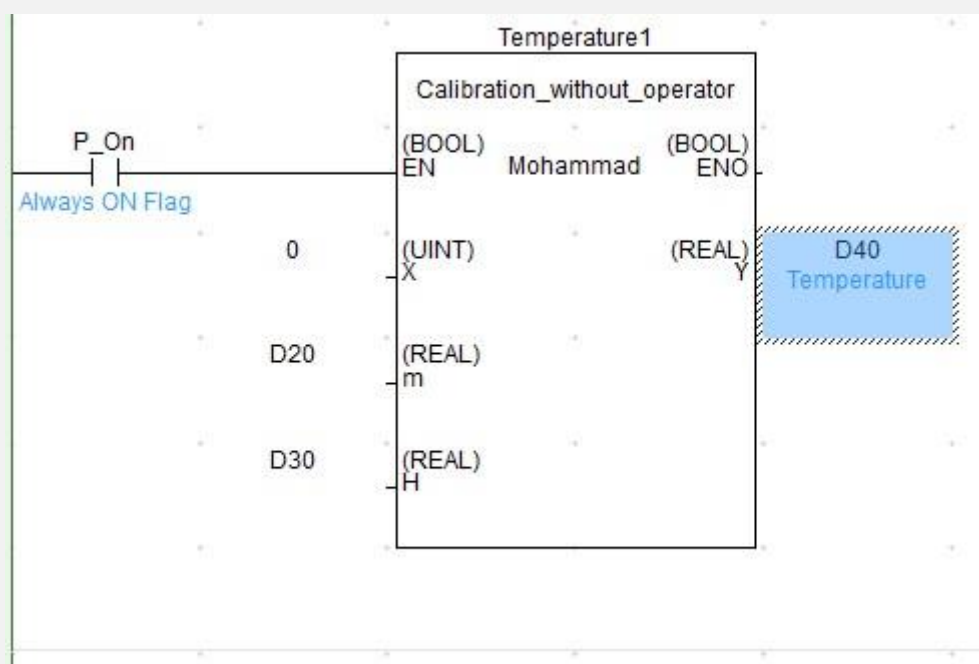 Temperature1
Calibration_without_operator
P_On
(BOOL) (BOOL)
EN Mohammad ENO
Always ON Flag
0 (UINT) (REAL) D40
X Y Temperature
D20 (REAL)
m
D30 (REAL)
H